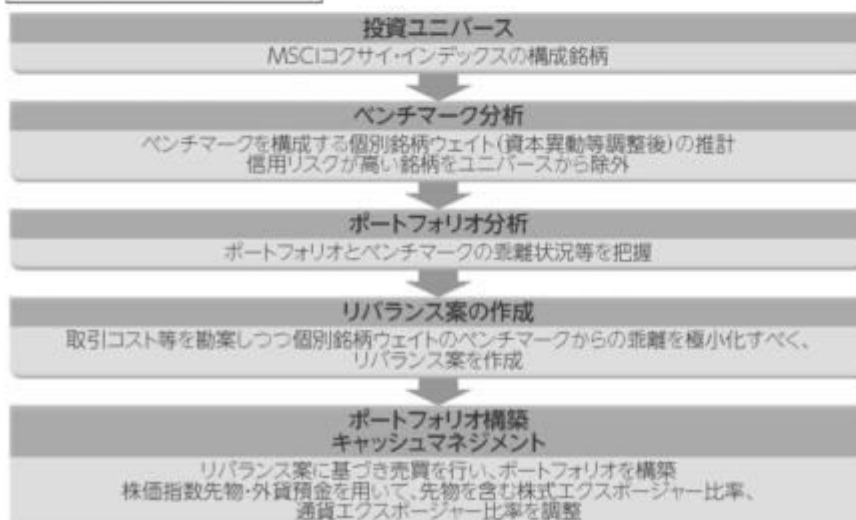 投資ユニバース
MSCIコクサイ・インデックスの構成銘柄
ベンチマーク分析
ベンチマークを構成する個別銘柄ウェイト(資本異動等調整後)の推計
信用リスクが高い銘柄をユニバースから除外
ポートフォリオ分析
ポートフォリオとベンチマークの乖離状況等を把握
リバランス案の作成
取引コスト等を勘案しつつ個別銘柄ウェイトのベンチマークからの乖離を極小化すべく、
リバランス案を作成
ポートフォリオ構築
キャッシュマネジメント
リバランス案に基づき売買を行い、ポートフォリオを構築
株価指数先物・外貨預金を用いて、先物を含む株式エクスポージャー比率、
通貨エクスポージャー比率を調整